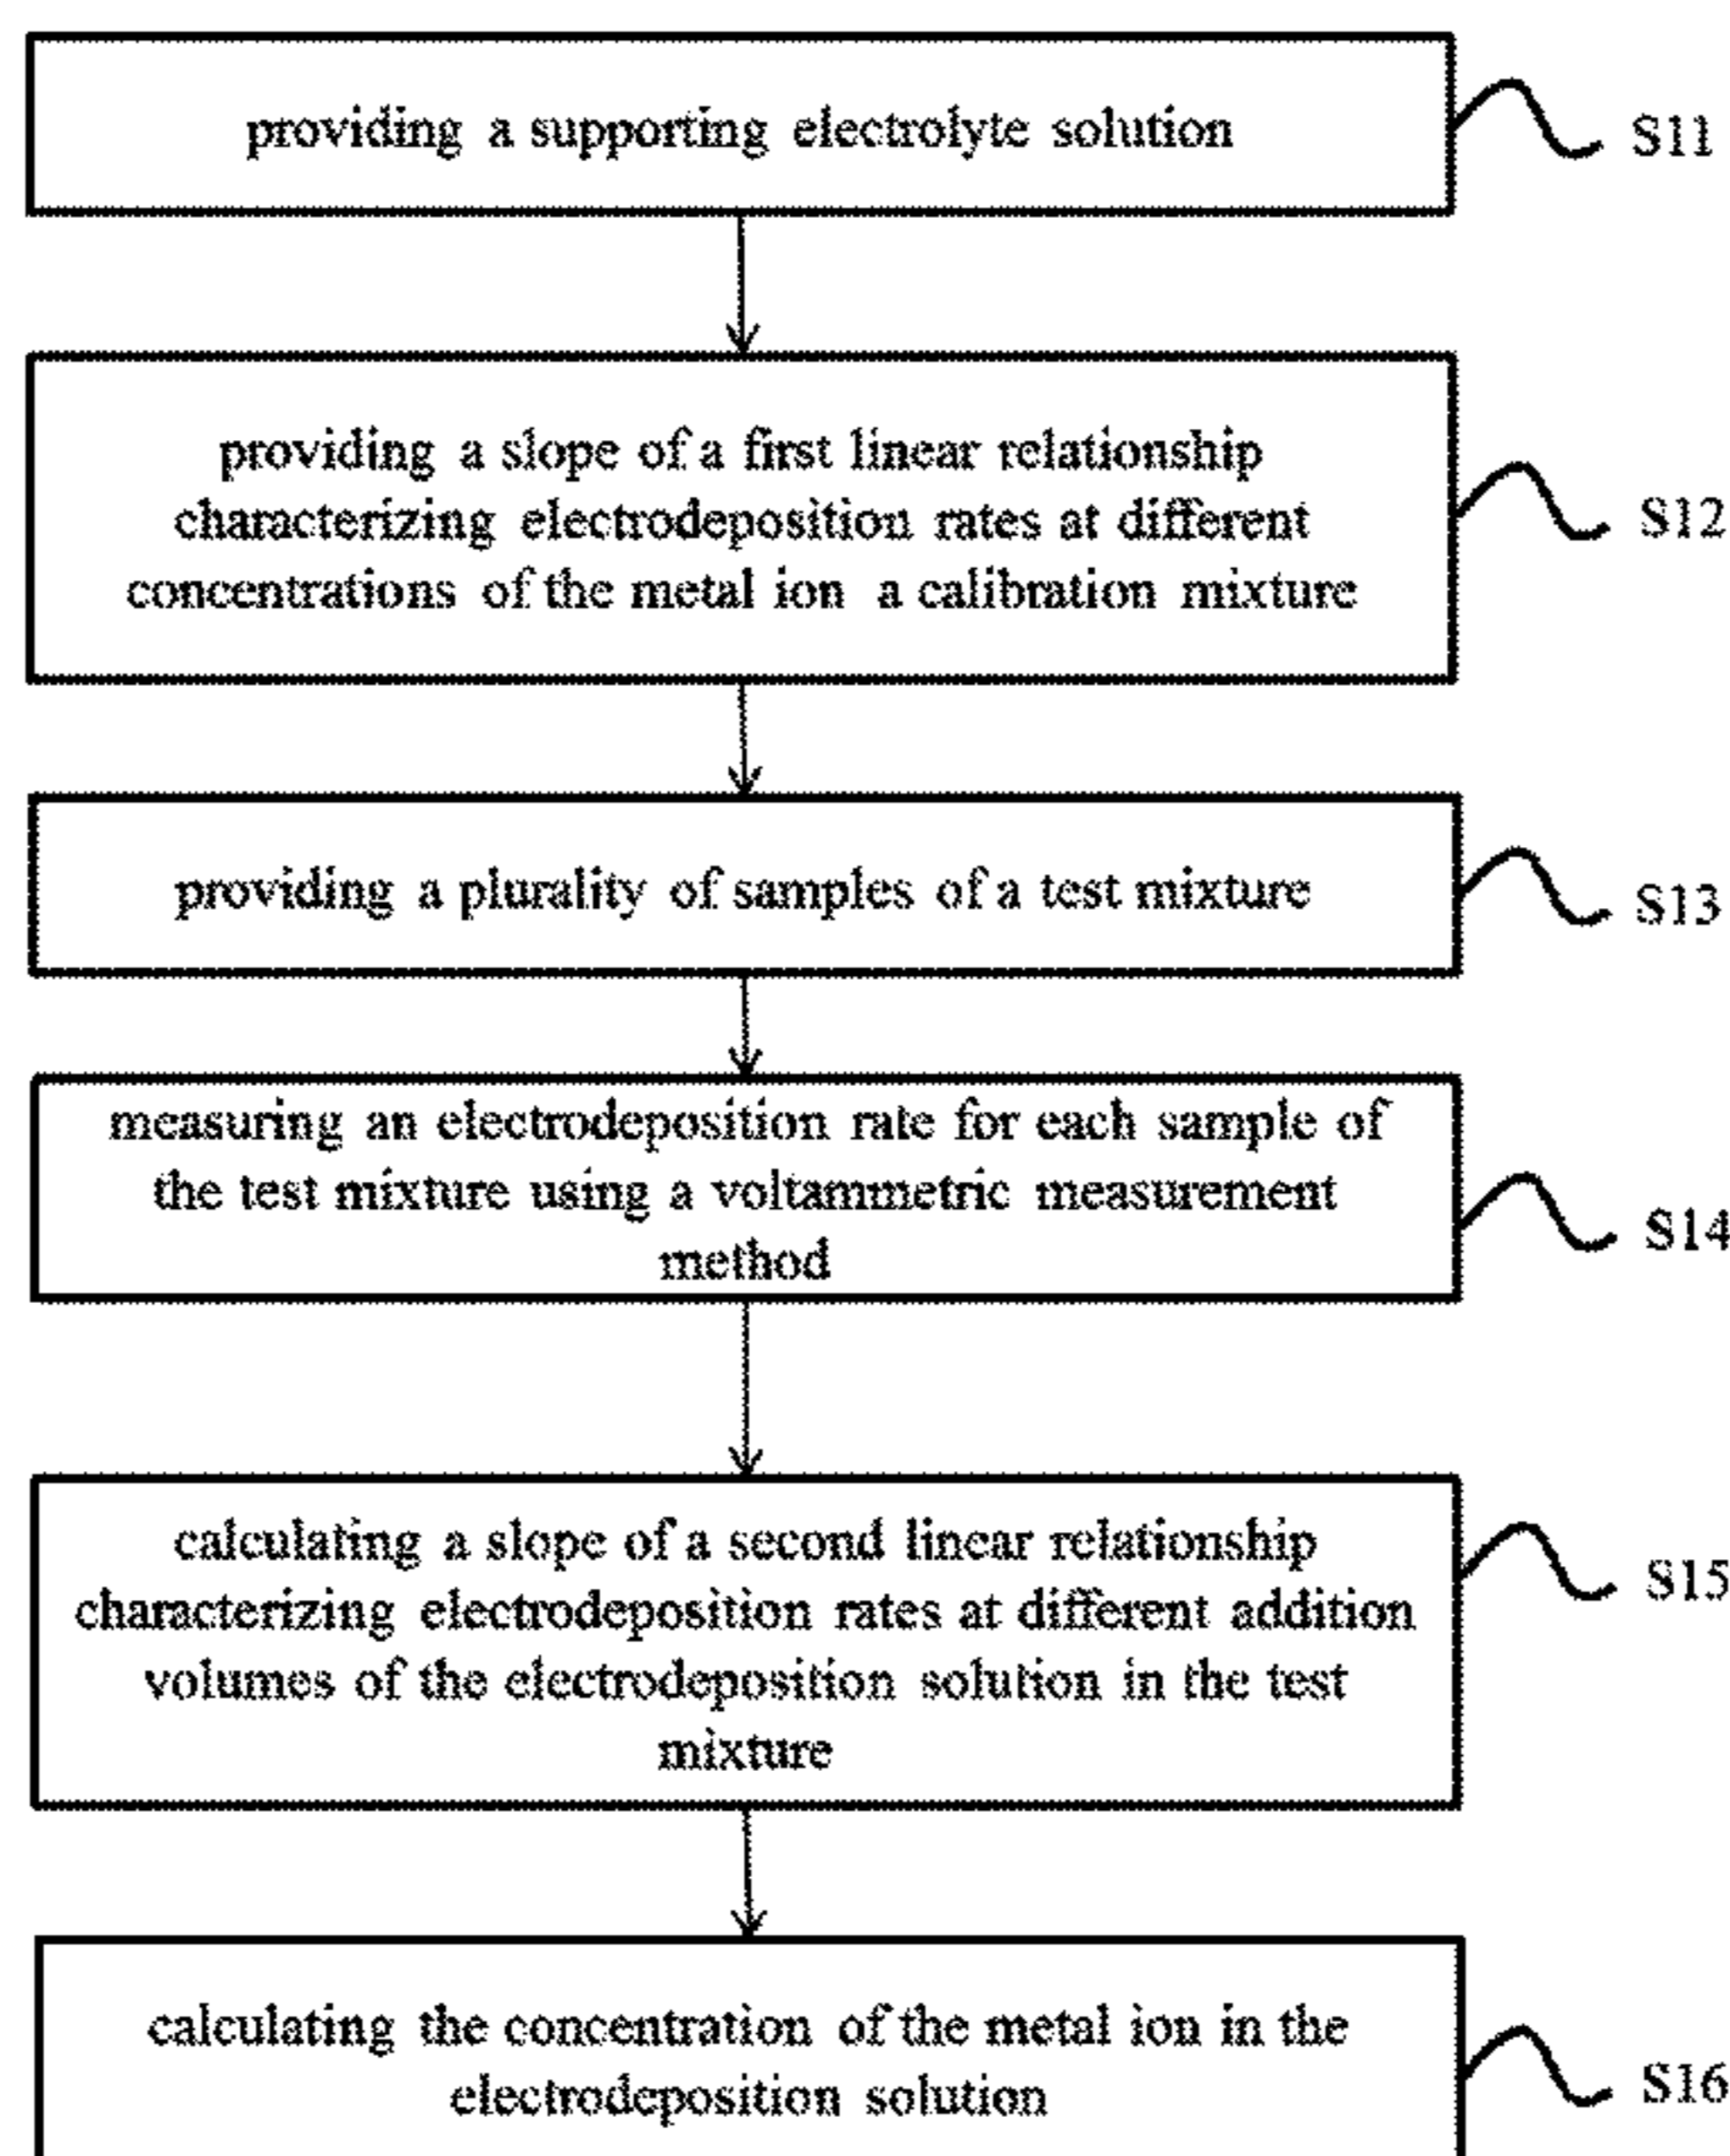 providing a supporting electrolyte solution
S11
providing a slope of a first linear relationship
characterizing electrodeposition rates at different
concentrations of the metal ion a calibration mixture
S12
providing a plurality of samples of a test mixture
S13
measuring an electrodeposition rate for each sample of
the test mixture using a voltammetric measurement
method
S14
calculating a slope of a second linear relationship
characterizing electrodeposition rates at different addition
volumes of the electrodeposition solution in the test
mixture
S15
calculating the concentration of the metal ion in the
electrodeposition solution
S16